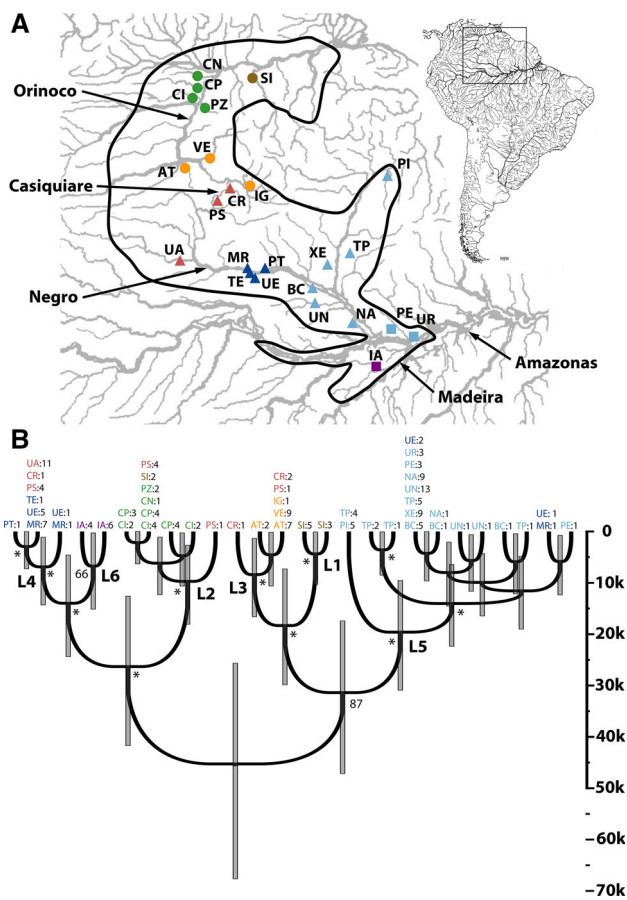 A
CN
CP
SI
Orinoco
CI
PZ
VE
AT
PI
Casiquiare
IG
CR
PS
UA
MR
PT
XE
TP
TE
UE
BC
Negro
UN
NA
PE
UR
IA
Amazonas
Madeira
B
UA:11
CR:1
PS:4
TE:1
UE:5
MR:7
PT:1
UE:1
MR:1
IA:4
IA:6
CP:3
CI:2
PS:4
SI:2
PZ:2
CN:1
CP:4
CI:4
CP:4
CI:2
PS:1
CR:1
AT:2
CR:2
PS:1
IG:1
VE:9
AT:7
SI:5
SI:3
TP:4
PI:5
TP:2
TP:1
UE:2
UR:3
PE:3
NA:9
UN:13
TP:5
XE:9
BC:5
NA:1
BC:1
UN:1
UN:1
BC:1
TP:1
UE: 1
MR:1
PE:1
0
10k
20k
30k
40k
50k
60k
70k
* * * * * * * * * * * *
L4
66
L6
L2
L3
L1
L5
87